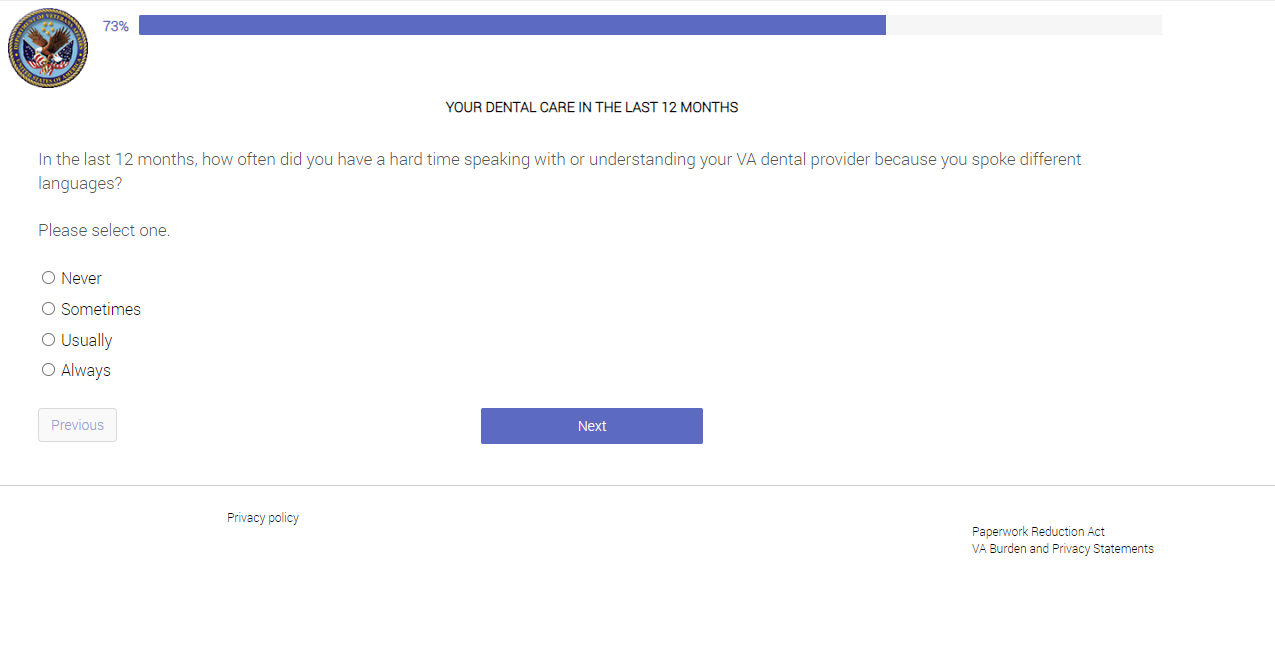 73%
YOUR DENTAL CARE IN THE LAST 12 MONTHS
In the last 12 months, how often did you have a hard time speaking with or understanding your VA dental provider because you spoke different
languages?
Please select one.
Never
Sometimes
Usually
Always
Previous
Next
Privacy policy
Paperwork Reduction Act
VA Burden and Privacy Statements